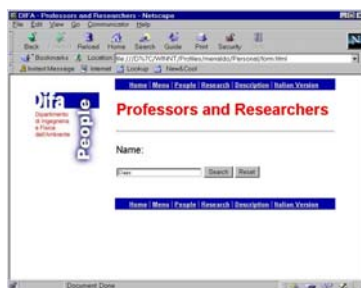 DIFA - Professors and Researchers - Netscape
File Edit View Go Communicator Help
Back Reload Home Search Guide Print Security
Bookmarks Location
Instant Message Internet Lookup New&Cool
Home | Menu | People | Research | Description | Italian Version
Difa
People
Dipartimento
di Ingegneria
e Fisica
dell'Ambiente
Professors and Researchers
Name:
Search Reset
Home | Menu | People | Research | Description | Italian Version
Document Done